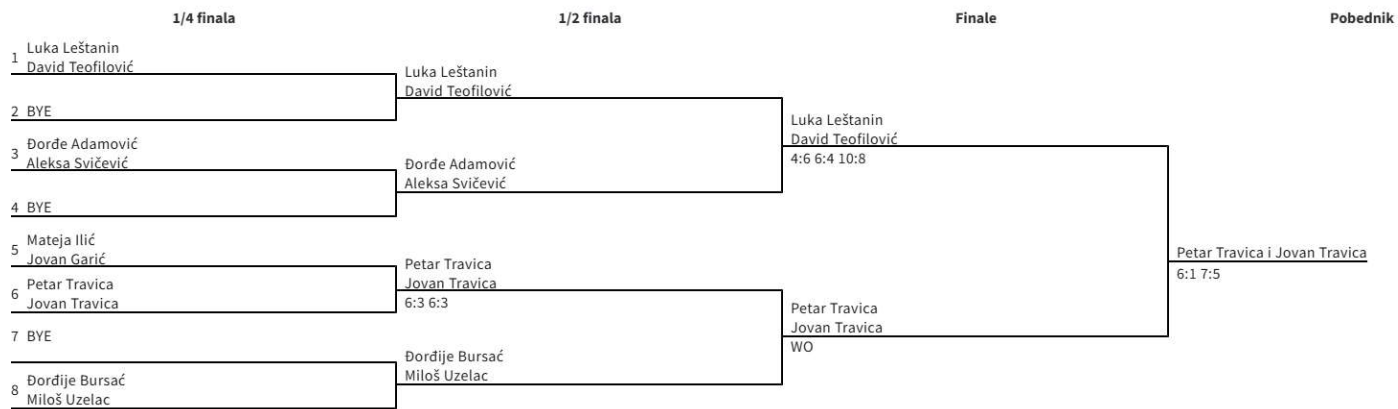 1/4 finala
1/2 finala
Finale
Pobednik
1 Luka Leštanin
David Teofilović
2 BYE
3 Đorđe Adamović
Aleksa Svičević
4 BYE
5 Mateja Ilić
Jovan Garić
6 Petar Travica
Jovan Travica
7 BYE
8 Đorđije Bursać
Miloš Uzelac
Luka Leštanin
David Teofilović
Đorđe Adamović
Aleksa Svičević
Petar Travica
Jovan Travica
6:3 6:3
Đorđije Bursać
Miloš Uzelac
Luka Leštanin
David Teofilović
4:6 6:4 10:8
Petar Travica
Jovan Travica
WO
Petar Travica i Jovan Travica
6:1 7:5